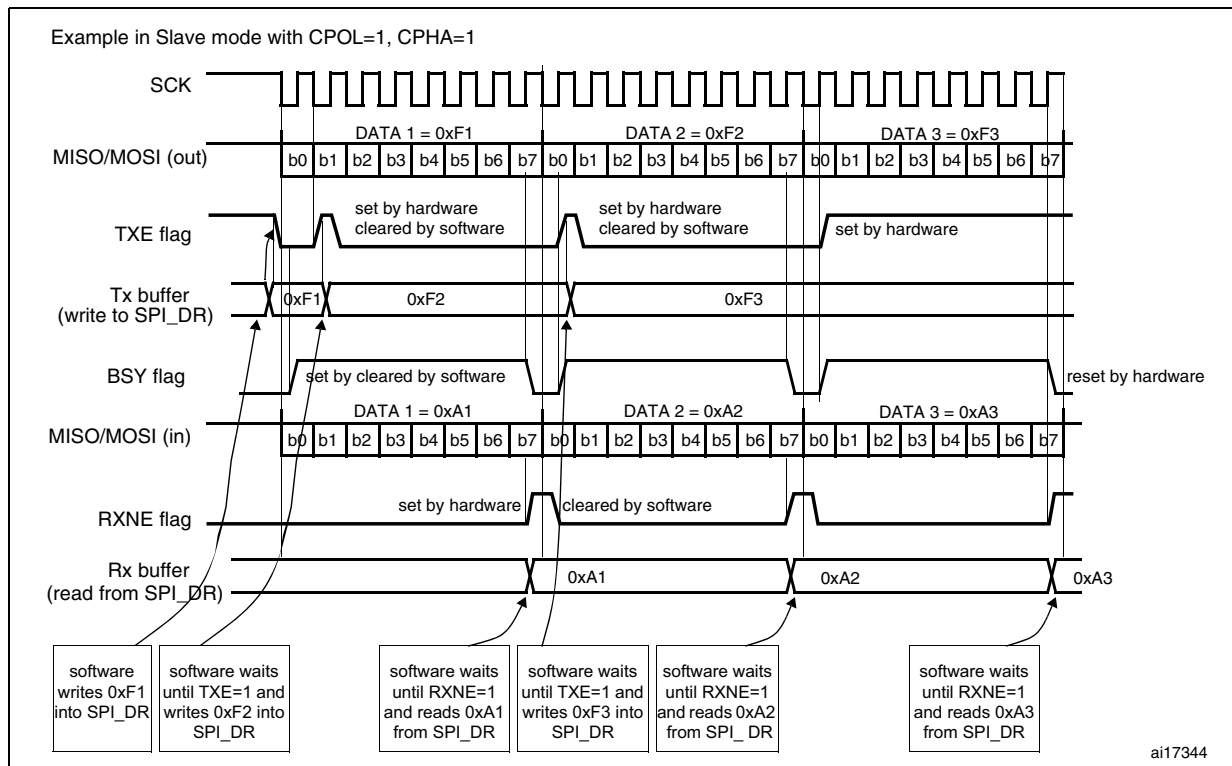 Example in Slave mode with CPOL=1, CPHA=1
SCK
DATA 1 = 0xF1 DATA 2 = 0xF2 DATA 3 = 0xF3
MISO/MOSI (out)
b0 b1 b2 b3 b4 b5 b6 b7 b0 b1 b2 b3 b4 b5 b6 b7 b0 b1 b2 b3 b4 b5 b6 b7
TXE flag
set by hardware
cleared by software
set by hardware
cleared by software
set by hardware
Tx buffer
(write to SPI_DR)
0xF1 0xF2 0xF3
BSY flag
set by cleared by software
reset by hardware
DATA 1 = 0xA1 DATA 2 = 0xA2 DATA 3 = 0xA3
MISO/MOSI (in)
b0 b1 b2 b3 b4 b5 b6 b7 b0 b1 b2 b3 b4 b5 b6 b7 b0 b1 b2 b3 b4 b5 b6 b7
RXNE flag
set by hardware
cleared by software
Rx buffer
(read from SPI_DR)
0xA1 0xA2 0xA3
software
writes 0xF1
into SPI_DR
software waits
until TXE=1 and
writes 0xF2 into
SPI_DR
software waits
until RXNE=1
and reads 0xA1
from SPI_DR
software waits
until TXE=1 and
writes 0xF3 into
SPI_DR
software waits
until RXNE=1
and reads 0xA2
from SPI_ DR
software waits
until RXNE=1
and reads 0xA3
from SPI_DR
ai17344